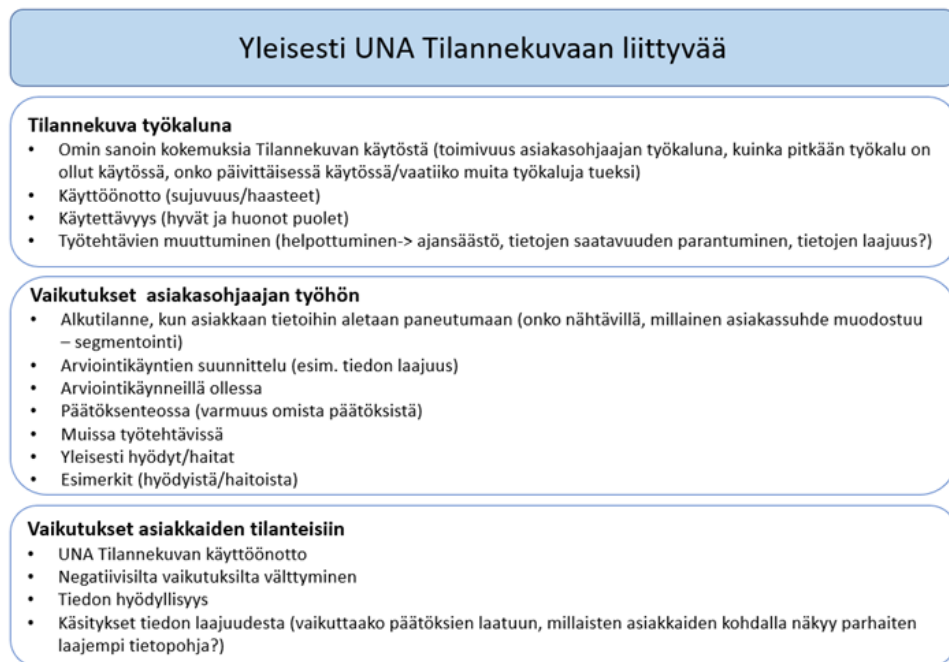 Yleisesti UNA Tilannekuvaan liittyvää
Tilannekuva työkaluna
• Omin sanoin kokemuksia Tilannekuvan käytöstä (toimivuus asiakasohjaajan työkaluna, kuinka pitkään työkalu on
ollut käytössä, onko päivittäisessä käytössä/vaatiiko muita työkaluja tueksi)
• Käyttöönotto (sujuvuus/haasteet)
• Käytettävyys (hyvät ja huonot puolet)
• Työtehtävien muuttuminen (helpottuminen-> ajansäästö, tietojen saatavuuden parantuminen, tietojen laajuus?)
Vaikutukset asiakasohjaajan työhön
• Alkutilanne, kun asiakkaan tietoihin aletaan paneutumaan (onko nähtävillä, millainen asiakassuhde muodostuu
– segmentointi)
• Arviointikäyntien suunnittelu (esim. tiedon laajuus)
• Arviointikäynneillä ollessa
• Päätöksenteossa (varmuus omista päätöksistä)
• Muissa työtehtävissä
• Yleisesti hyödyt/haitat
• Esimerkit (hyödyistä/haitoista)
Vaikutukset asiakkaiden tilanteisiin
• UNA Tilannekuvan käyttöönotto
• Negatiivisilta vaikutuksilta välttyminen
• Tiedon hyödyllisyys
• Käsitykset tiedon laajuudesta (vaikuttaako päätöksien laatuun, millaisten asiakkaiden kohdalla näkyy parhaiten
laajempi tietopohja?)